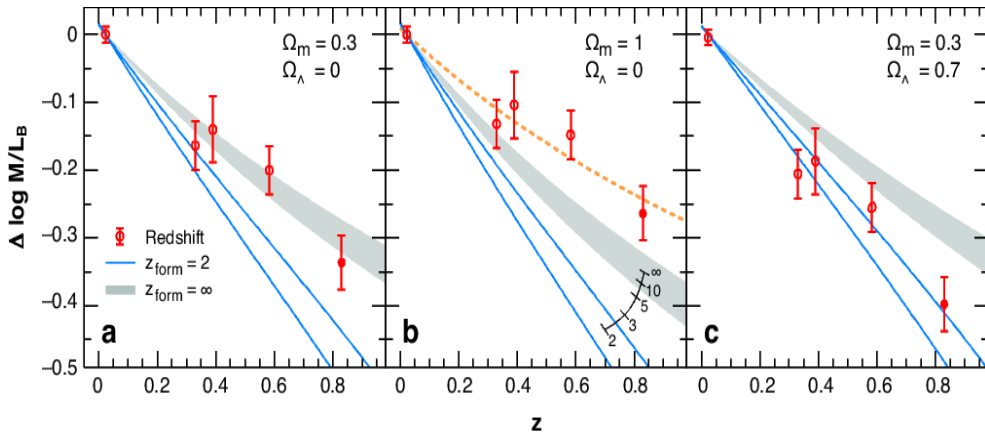 Δ log M/L_B
0
−0.1
−0.2
−0.3
−0.4
−0.5
Ω_m = 0.3
Ω_Λ = 0
Redshift
z_form = 2
z_form = ∞
a
0 0.2 0.4 0.6 0.8
Ω_m = 1
Ω_Λ = 0
∞
10
5
3
2
b
0 0.2 0.4 0.6 0.8
Ω_m = 0.3
Ω_Λ = 0.7
c
0 0.2 0.4 0.6 0.8
z